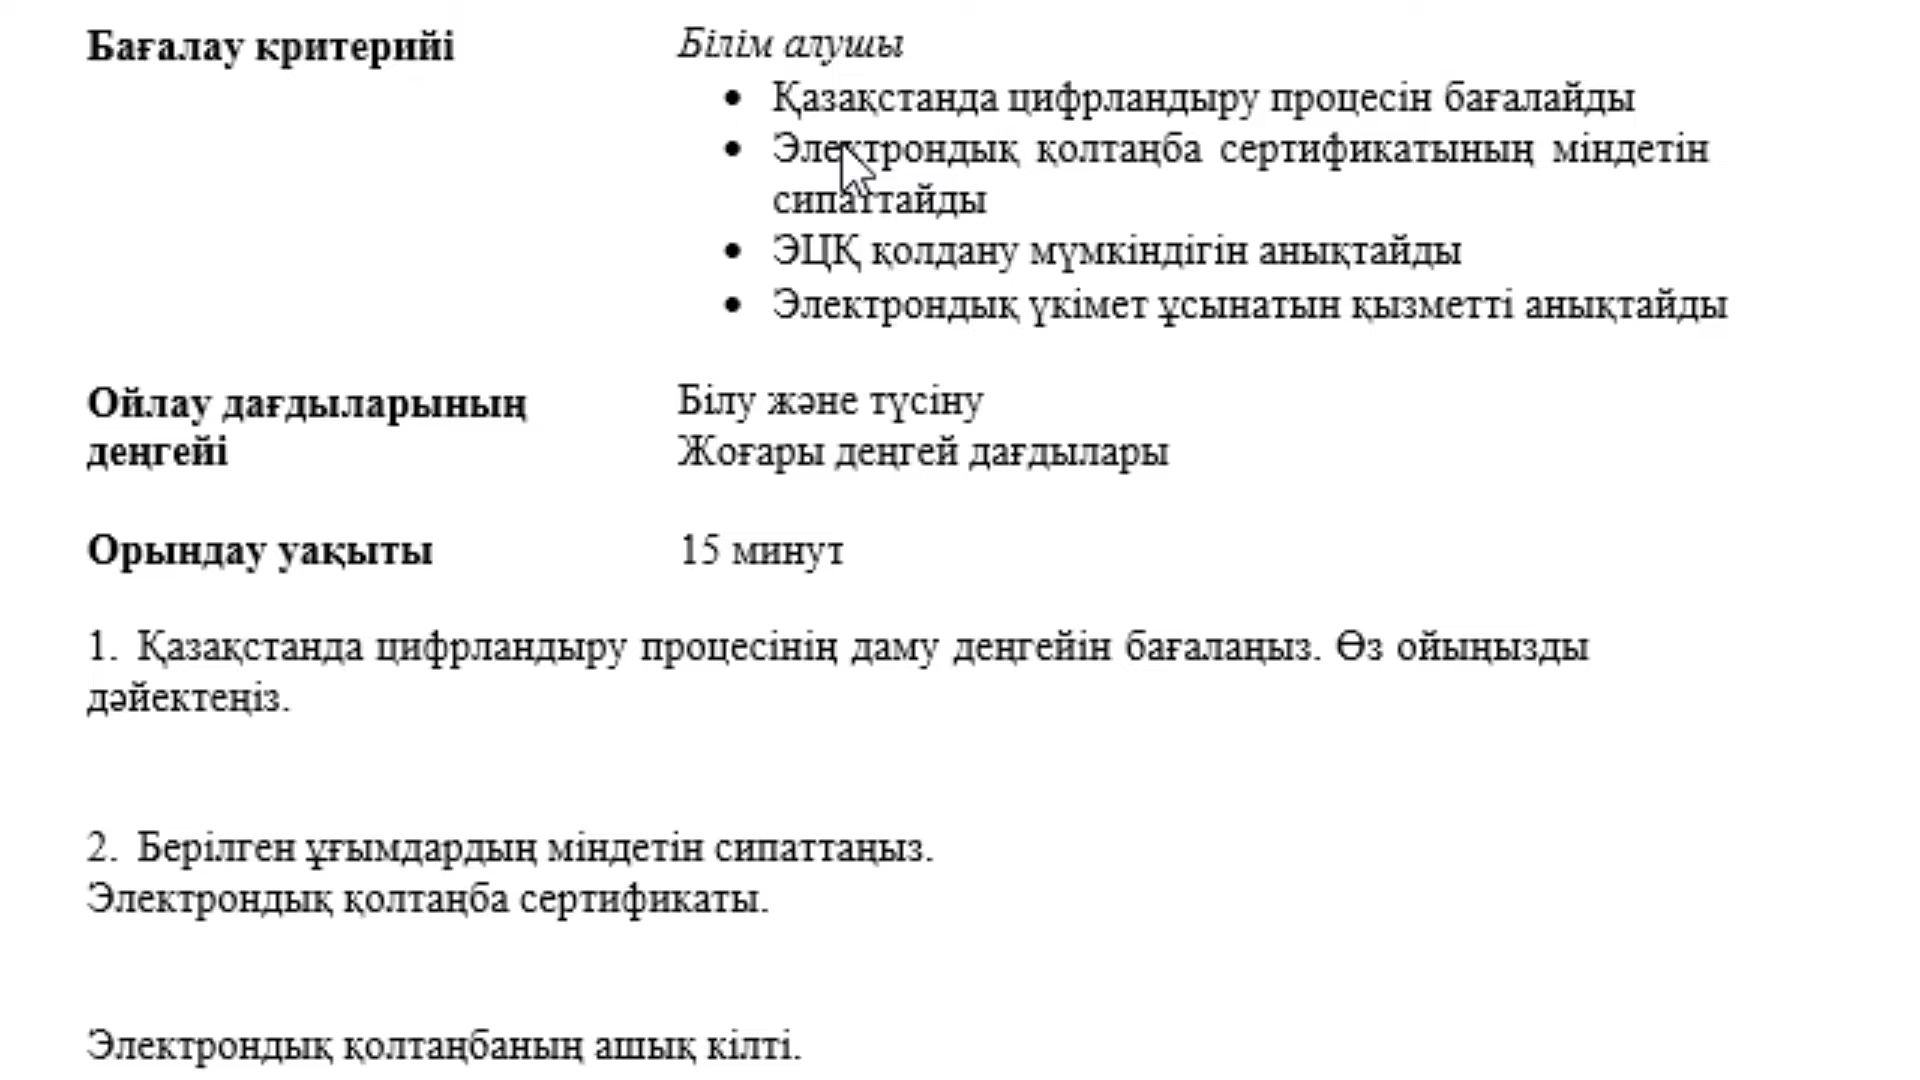 Бағалау критерийі
Білім алушы
• Қазақстанда цифрландыру процесін бағалайды
• Электрондық қолтаңба сертификатының міндетін
сипаттайды
• ЭЦҚ қолдану мүмкіндігін анықтайды
• Электрондық үкімет ұсынатын қызметті анықтайды
Ойлау дағдыларының
деңгейі
Білу және түсіну
Жоғары деңгей дағдылары
Орындау уақыты
15 минут
1. Қазақстанда цифрландыру процесінің даму деңгейін бағалаңыз. Өз ойыңызды
дәйектеңіз.
2. Берілген ұғымдардың міндетін сипаттаңыз.
Электрондық қолтаңба сертификаты.
Электрондық қолтаңбаның ашық кілті.